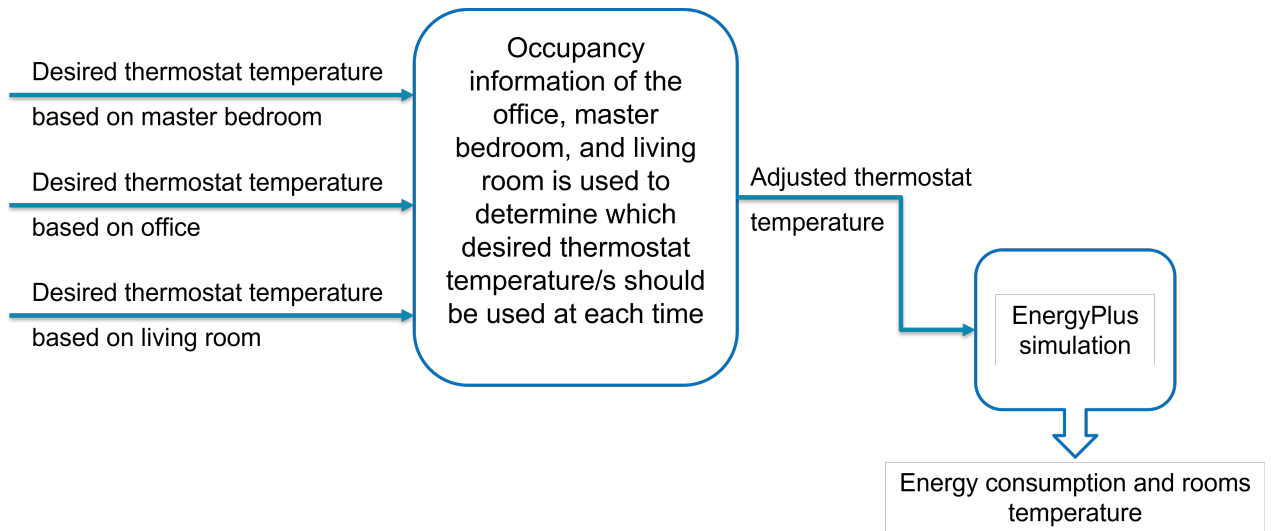 Desired thermostat temperature
based on master bedroom
Desired thermostat temperature
based on office
Desired thermostat temperature
based on living room
Occupancy
information of the
office, master
bedroom, and living
room is used to
determine which
desired thermostat
temperature/s should
be used at each time
Adjusted thermostat
temperature
EnergyPlus
simulation
Energy consumption and rooms
temperature